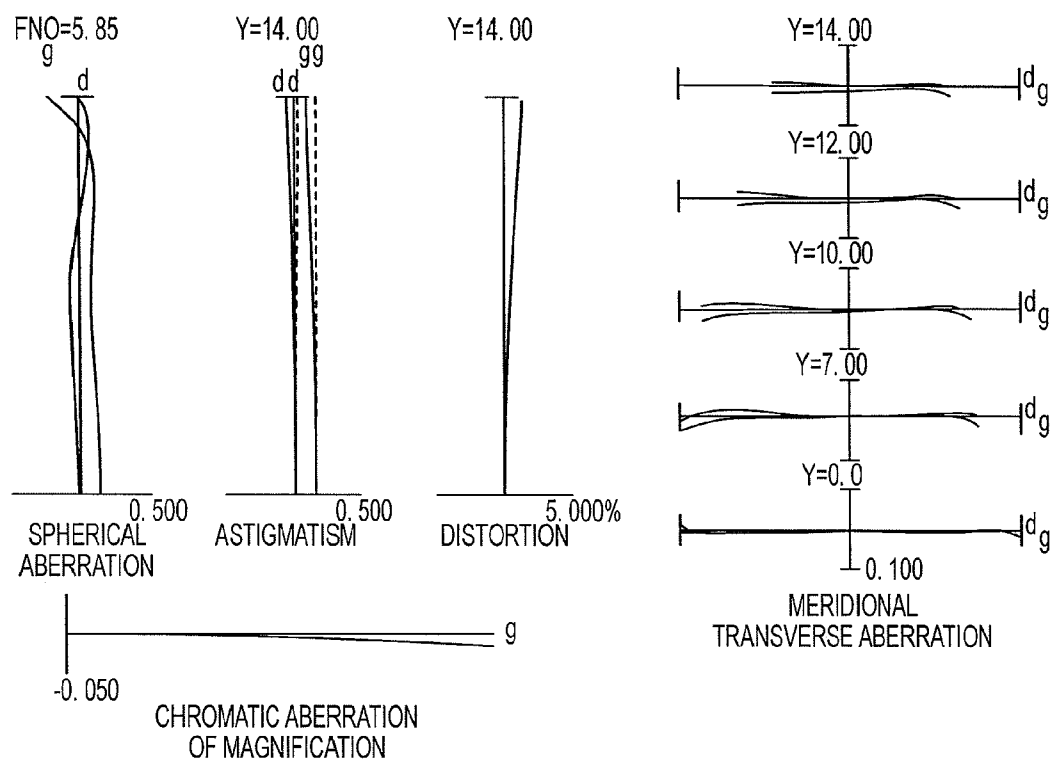 FNO=5.85
g
d
0.500
SPHERICAL
ABERRATION
Y=14.00
gg
dd
0.500
ASTIGMATISM
Y=14.00
5.000%
DISTORTION
g
-0.050
CHROMATIC ABERRATION
OF MAGNIFICATION
Y=14.00
d
g
Y=12.00
d
g
Y=10.00
d
g
Y=7.00
d
g
Y=0.0
d
g
0.100
MERIDIONAL
TRANSVERSE ABERRATION